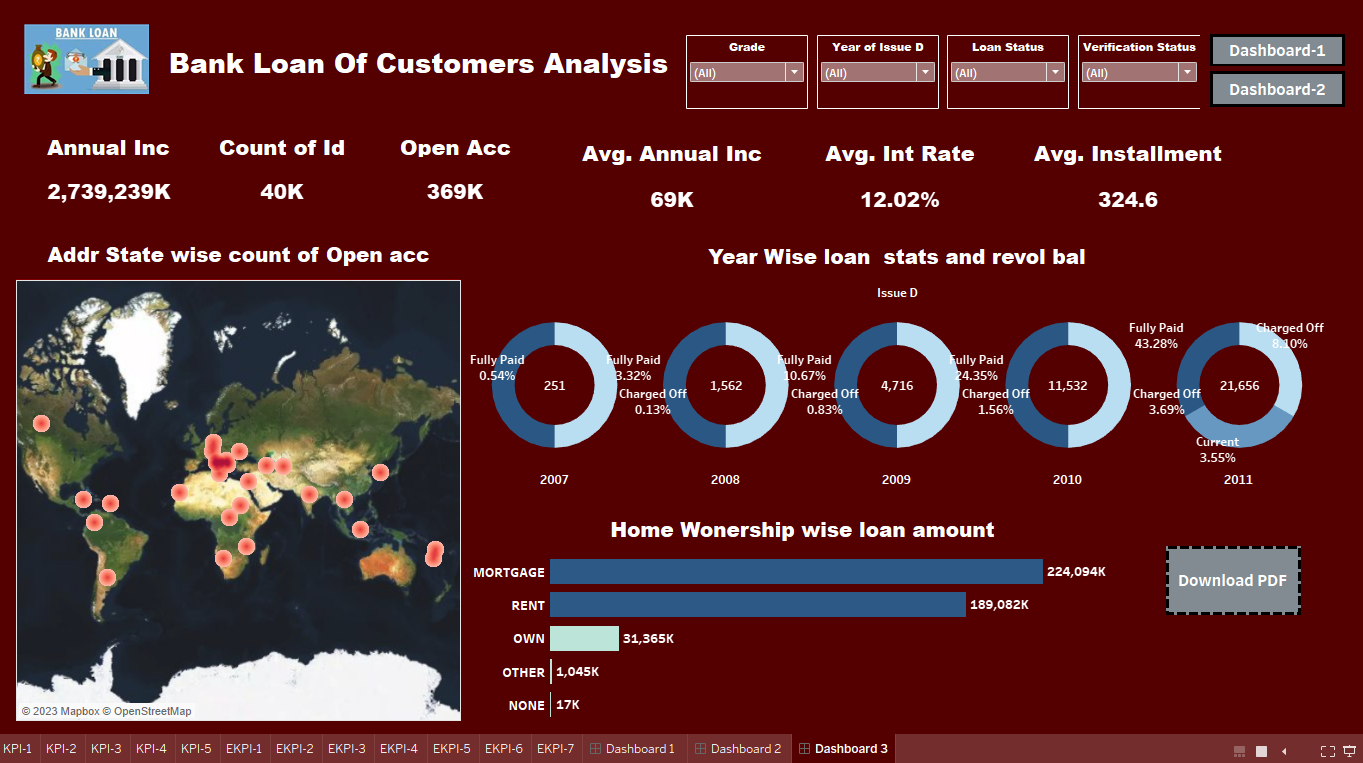 BANK LOAN
Bank Loan Of Customers Analysis
Grade
(All)
Year of Issue D
(All)
Loan Status
(All)
Verification Status
(All)
Dashboard-1
Dashboard-2
Annual Inc
2,739,239K
Count of Id
40K
Open Acc
369K
Avg. Annual Inc
69K
Avg. Int Rate
12.02%
Avg. Installment
324.6
Addr State wise count of Open acc
© 2023 Mapbox © OpenStreetMap
Year Wise loan stats and revol bal
Issue D
Fully Paid
0.54%
251
2007
Fully Paid
3.32%
Charged Off
0.13%
1,562
2008
Fully Paid
10.67%
Charged Off
0.83%
4,716
2009
Fully Paid
24.35%
Charged Off
1.56%
11,532
2010
Fully Paid
43.28%
Charged Off
3.69%
Charged Off
8.10%
21,656
Current
3.55%
2011
Home Wonership wise loan amount
MORTGAGE 224,094K
RENT 189,082K
OWN 31,365K
OTHER 1,045K
NONE 17K
Download PDF
KPI-1 KPI-2 KPI-3 KPI-4 KPI-5 EKPI-1 EKPI-2 EKPI-3 EKPI-4 EKPI-5 EKPI-6 EKPI-7 Dashboard 1 Dashboard 2 Dashboard 3